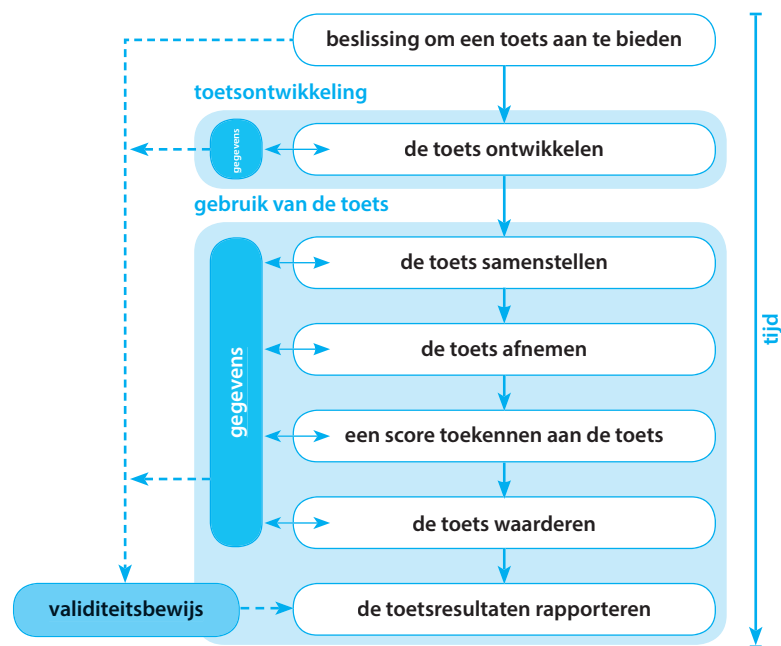 beslissing om een toets aan te bieden
toetsontwikkeling
gegevens
de toets ontwikkelen
gebruik van de toets
gegevens
de toets samenstellen
de toets afnemen
een score toekennen aan de toets
de toets waarderen
validiteitsbewijs
de toetsresultaten rapporteren
tijd